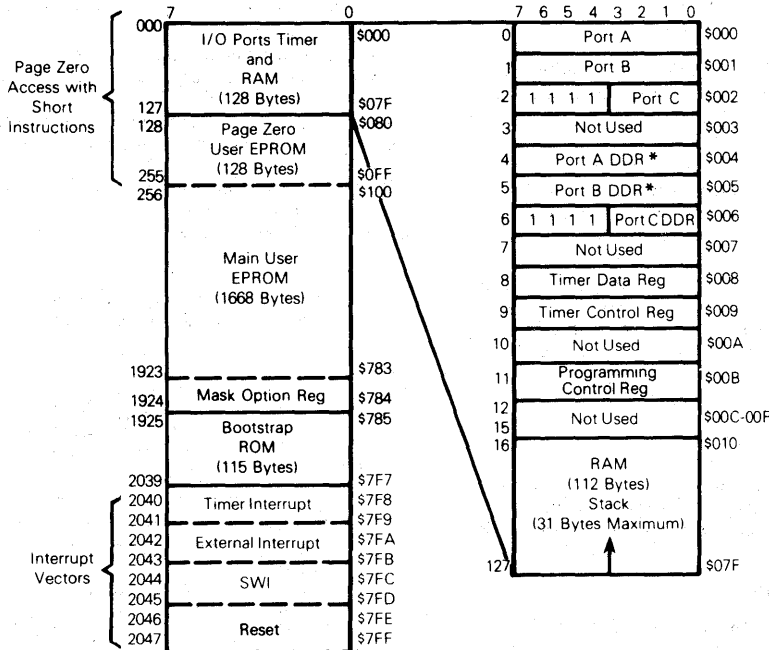 7 0
000 I/O Ports Timer $000
and
RAM
(128 Bytes)
127 $07F
128 Page Zero $080
User EPROM
(128 Bytes)
255 $0FF
256 $100
Page Zero
Access with
Short
Instructions
Main User
EPROM
(1668 Bytes)
1923 $783
1924 Mask Option Reg $784
1925 $785
Bootstrap
ROM
(115 Bytes)
2039 $7F7
2040 Timer Interrupt $7F8
2041 $7F9
2042 External Interrupt $7FA
2043 $7FB
2044 SWI $7FC
2045 $7FD
2046 Reset $7FE
2047 $7FF
Interrupt
Vectors
7 6 5 4 3 2 1 0
0 Port A $000
1 Port B $001
2 1 1 1 1 Port C $002
3 Not Used $003
4 Port A DDR* $004
5 Port B DDR* $005
6 1 1 1 1 Port C DDR $006
7 Not Used $007
8 Timer Data Reg $008
9 Timer Control Reg $009
10 Not Used $00A
11 Programming $00B
Control Reg
12 Not Used $00C-00F
15
16 $010
RAM
(112 Bytes)
Stack
(31 Bytes Maximum)
127 $07F